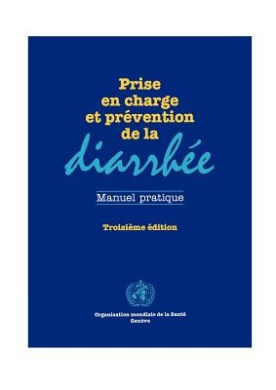 Prise
en charge
et prévention
de la
diarrhée
Manuel pratique
Troisième édition
Organisation mondiale de la Santé
Genève